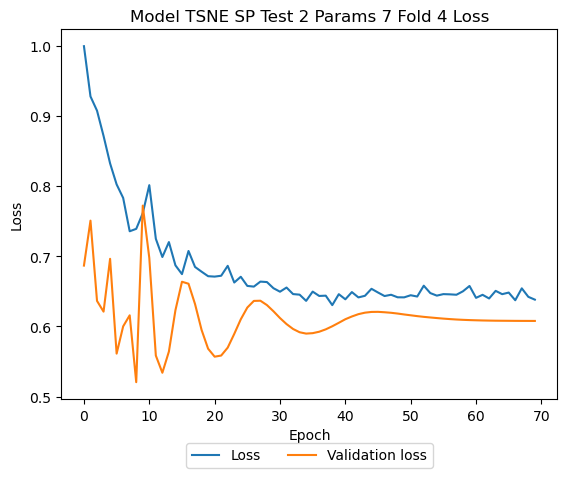 Model TSNE SP Test 2 Params 7 Fold 4 Loss
1.0
0.9
0.8
0.7
0.6
0.5
Loss
0 10 20 30 40 50 60 70
Epoch
Loss Validation loss